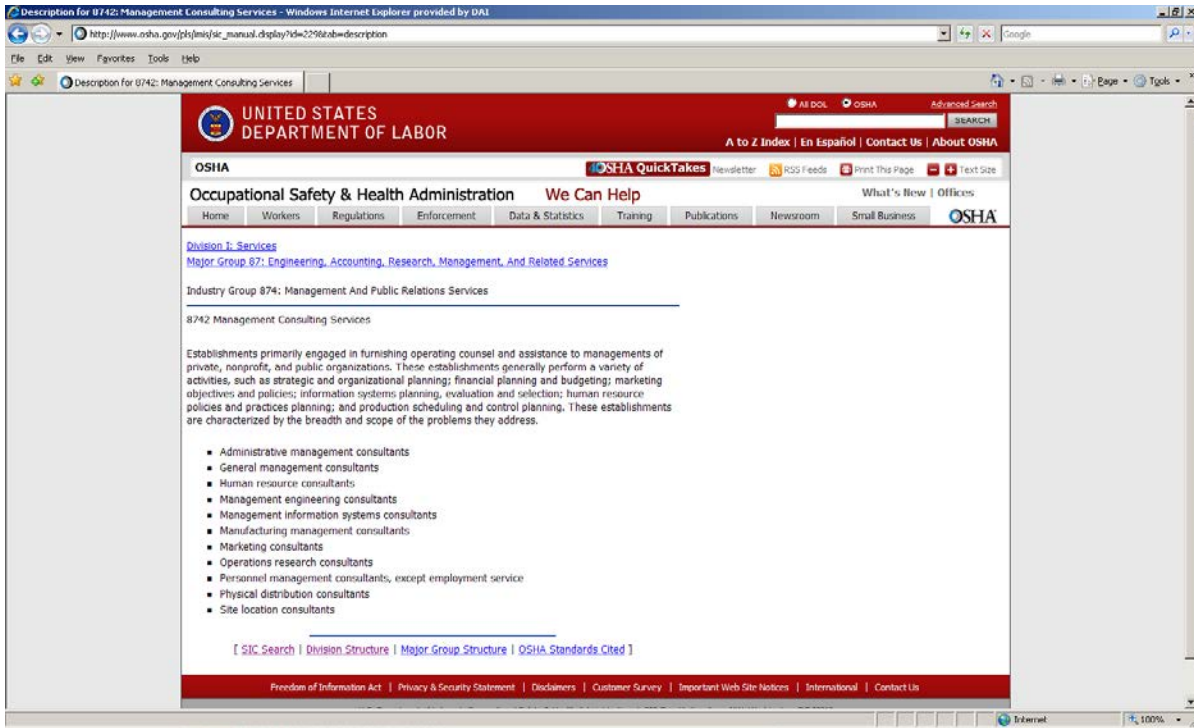 Description for 8742: Management Consulting Services - Windows Internet Explorer provided by DAI
http://www.osha.gov/pls/imis/sic_manual.display?id=229&tab=description
Google
File Edit View Favorites Tools Help
Description for 8742: Management Consulting Services
Page Tools
UNITED STATES
DEPARTMENT OF LABOR
All DOL OSHA Advanced Search
SEARCH
A to Z Index | En Español | Contact Us | About OSHA
OSHA
OSHA QuickTakes Newsletter RSS Feeds Print This Page Text Size
Occupational Safety & Health Administration We Can Help
What's New | Offices
Home Workers Regulations Enforcement Data & Statistics Training Publications Newsroom Small Business OSHA
Division I: Services
Major Group 87: Engineering, Accounting, Research, Management, And Related Services
Industry Group 874: Management And Public Relations Services
8742 Management Consulting Services
Establishments primarily engaged in furnishing operating counsel and assistance to managements of
private, nonprofit, and public organizations. These establishments generally perform a variety of
activities, such as strategic and organizational planning; financial planning and budgeting; marketing
objectives and policies; information systems planning, evaluation and selection; human resource
policies and practices planning; and production scheduling and control planning. These establishments
are characterized by the breadth and scope of the problems they address.
Administrative management consultants
General management consultants
Human resource consultants
Management engineering consultants
Management information systems consultants
Manufacturing management consultants
Marketing consultants
Operations research consultants
Personnel management consultants, except employment service
Physical distribution consultants
Site location consultants
[ SIC Search | Division Structure | Major Group Structure | OSHA Standards Cited ]
Freedom of Information Act | Privacy & Security Statement | Disclaimers | Customer Survey | Important Web Site Notices | International | Contact Us
Internet 100%